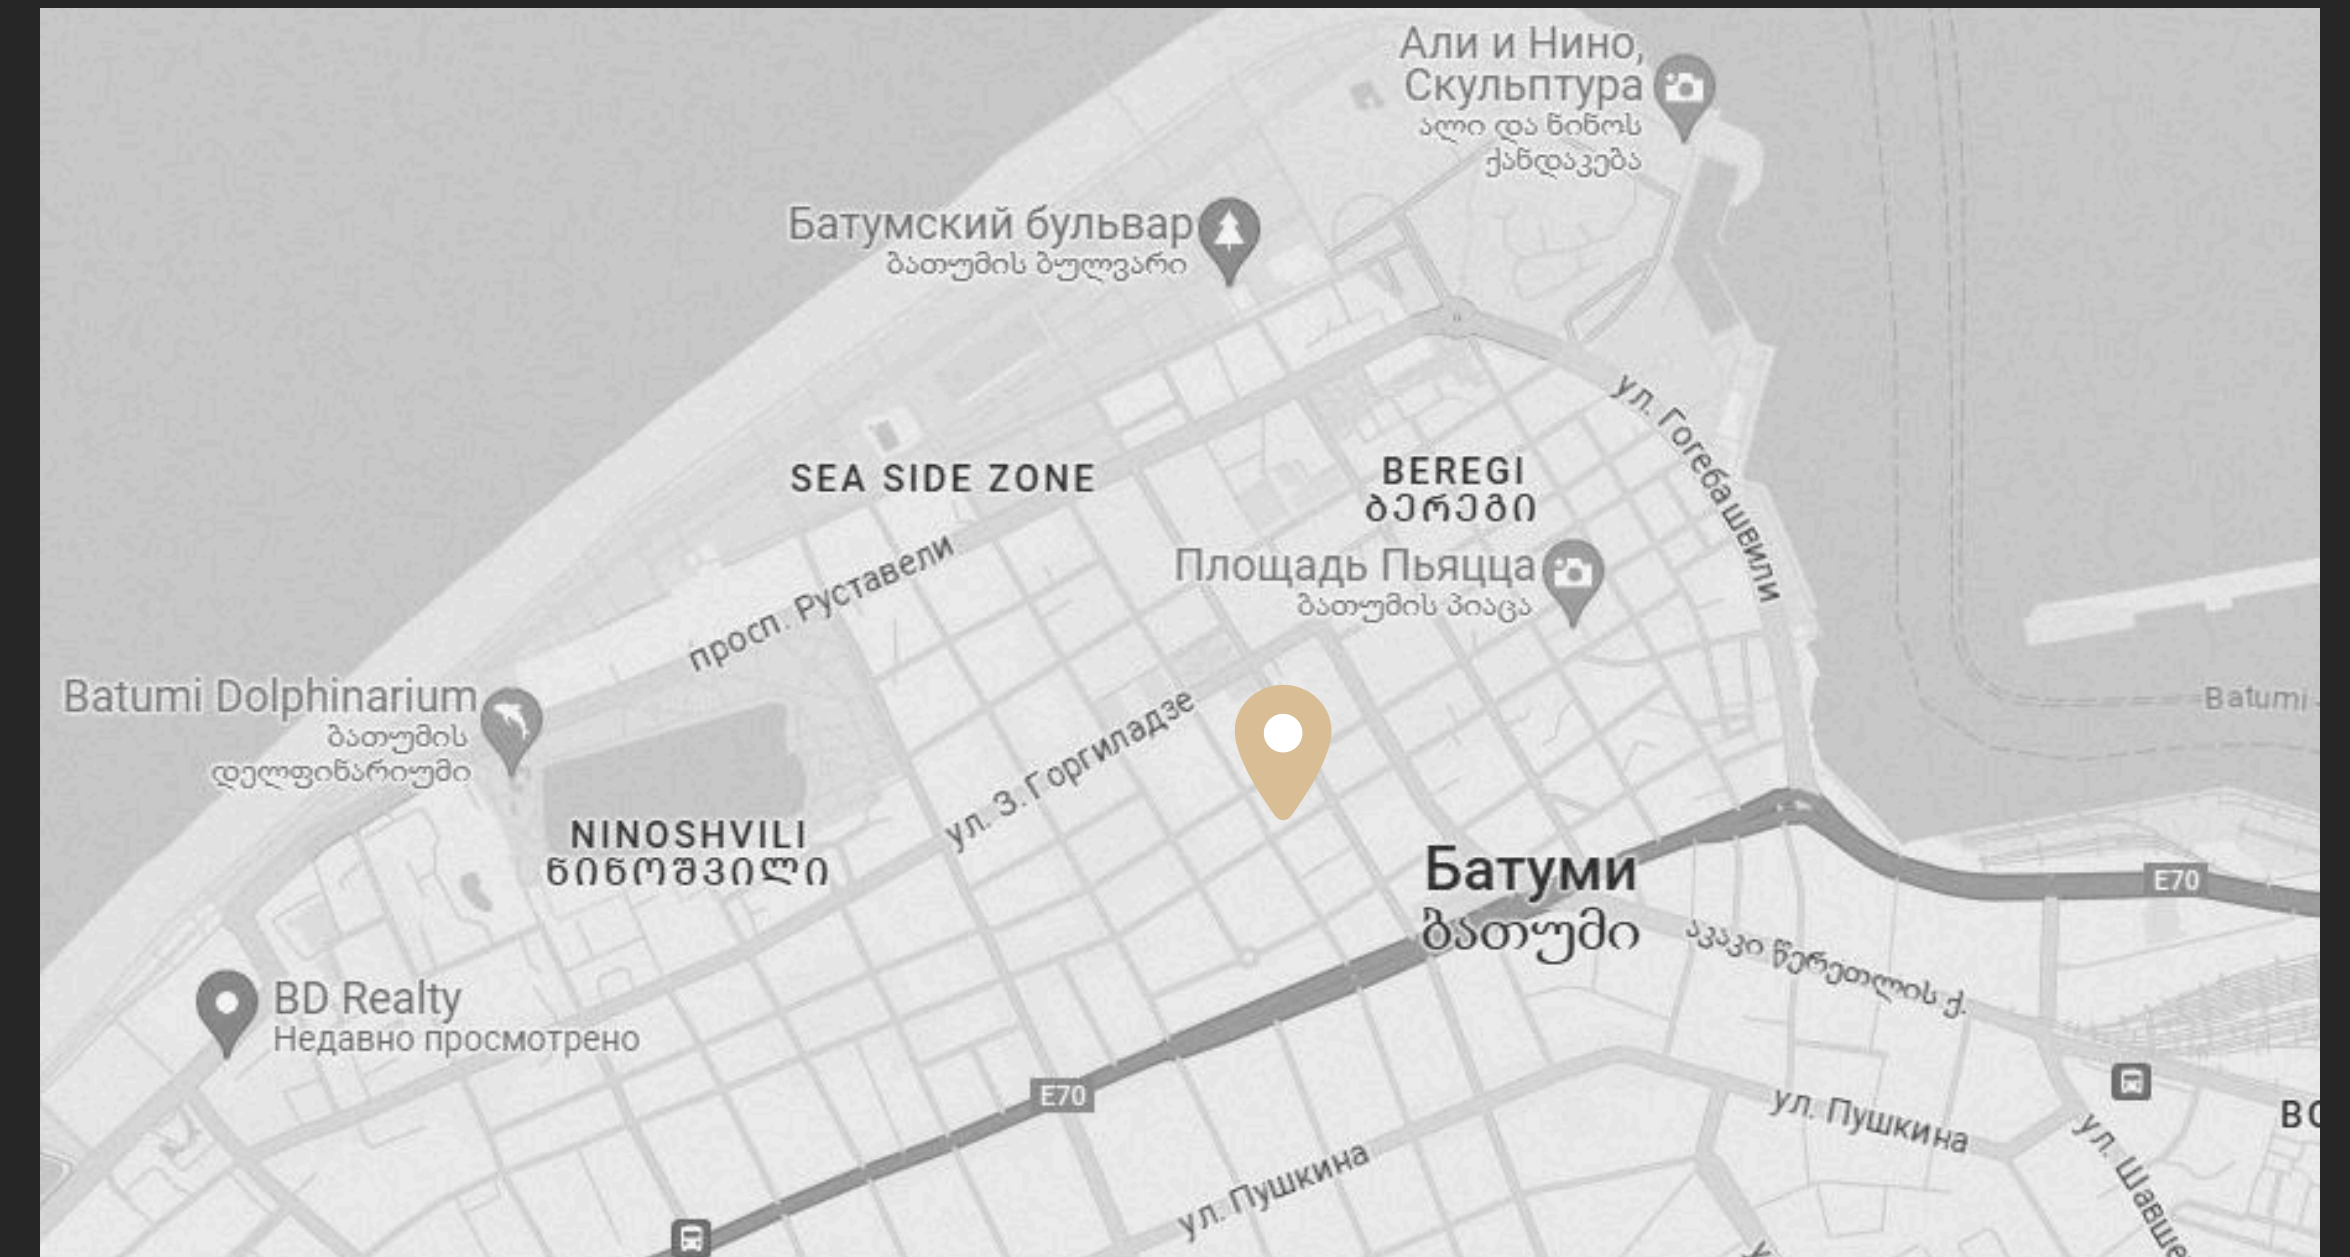 Али и Нино,
Скульптура
ალი და ნინოს
ქანდაკება
Батумский бульвар
ბათუმის ბულვარი
ул. Гогебашвили
SEA SIDE ZONE
BEREGI
ᲑᲔᲠᲔᲒᲘ
просп. Руставели
Площадь Пьяцца
ბათუმის პიაცა
Batumi Dolphinarium
ბათუმის
დელფინარიუმი
ул. З. Горгиладзе
Batumi
NINOSHVILI
ᲜᲘᲜᲝᲨᲕᲘᲚᲘ
Батуми
ბათუმი
E70
აკაკი წერეთლის ქ.
BD Realty
Недавно просмотрено
E70
ул. Пушкина
ул. Пушкина
ул. Шавше